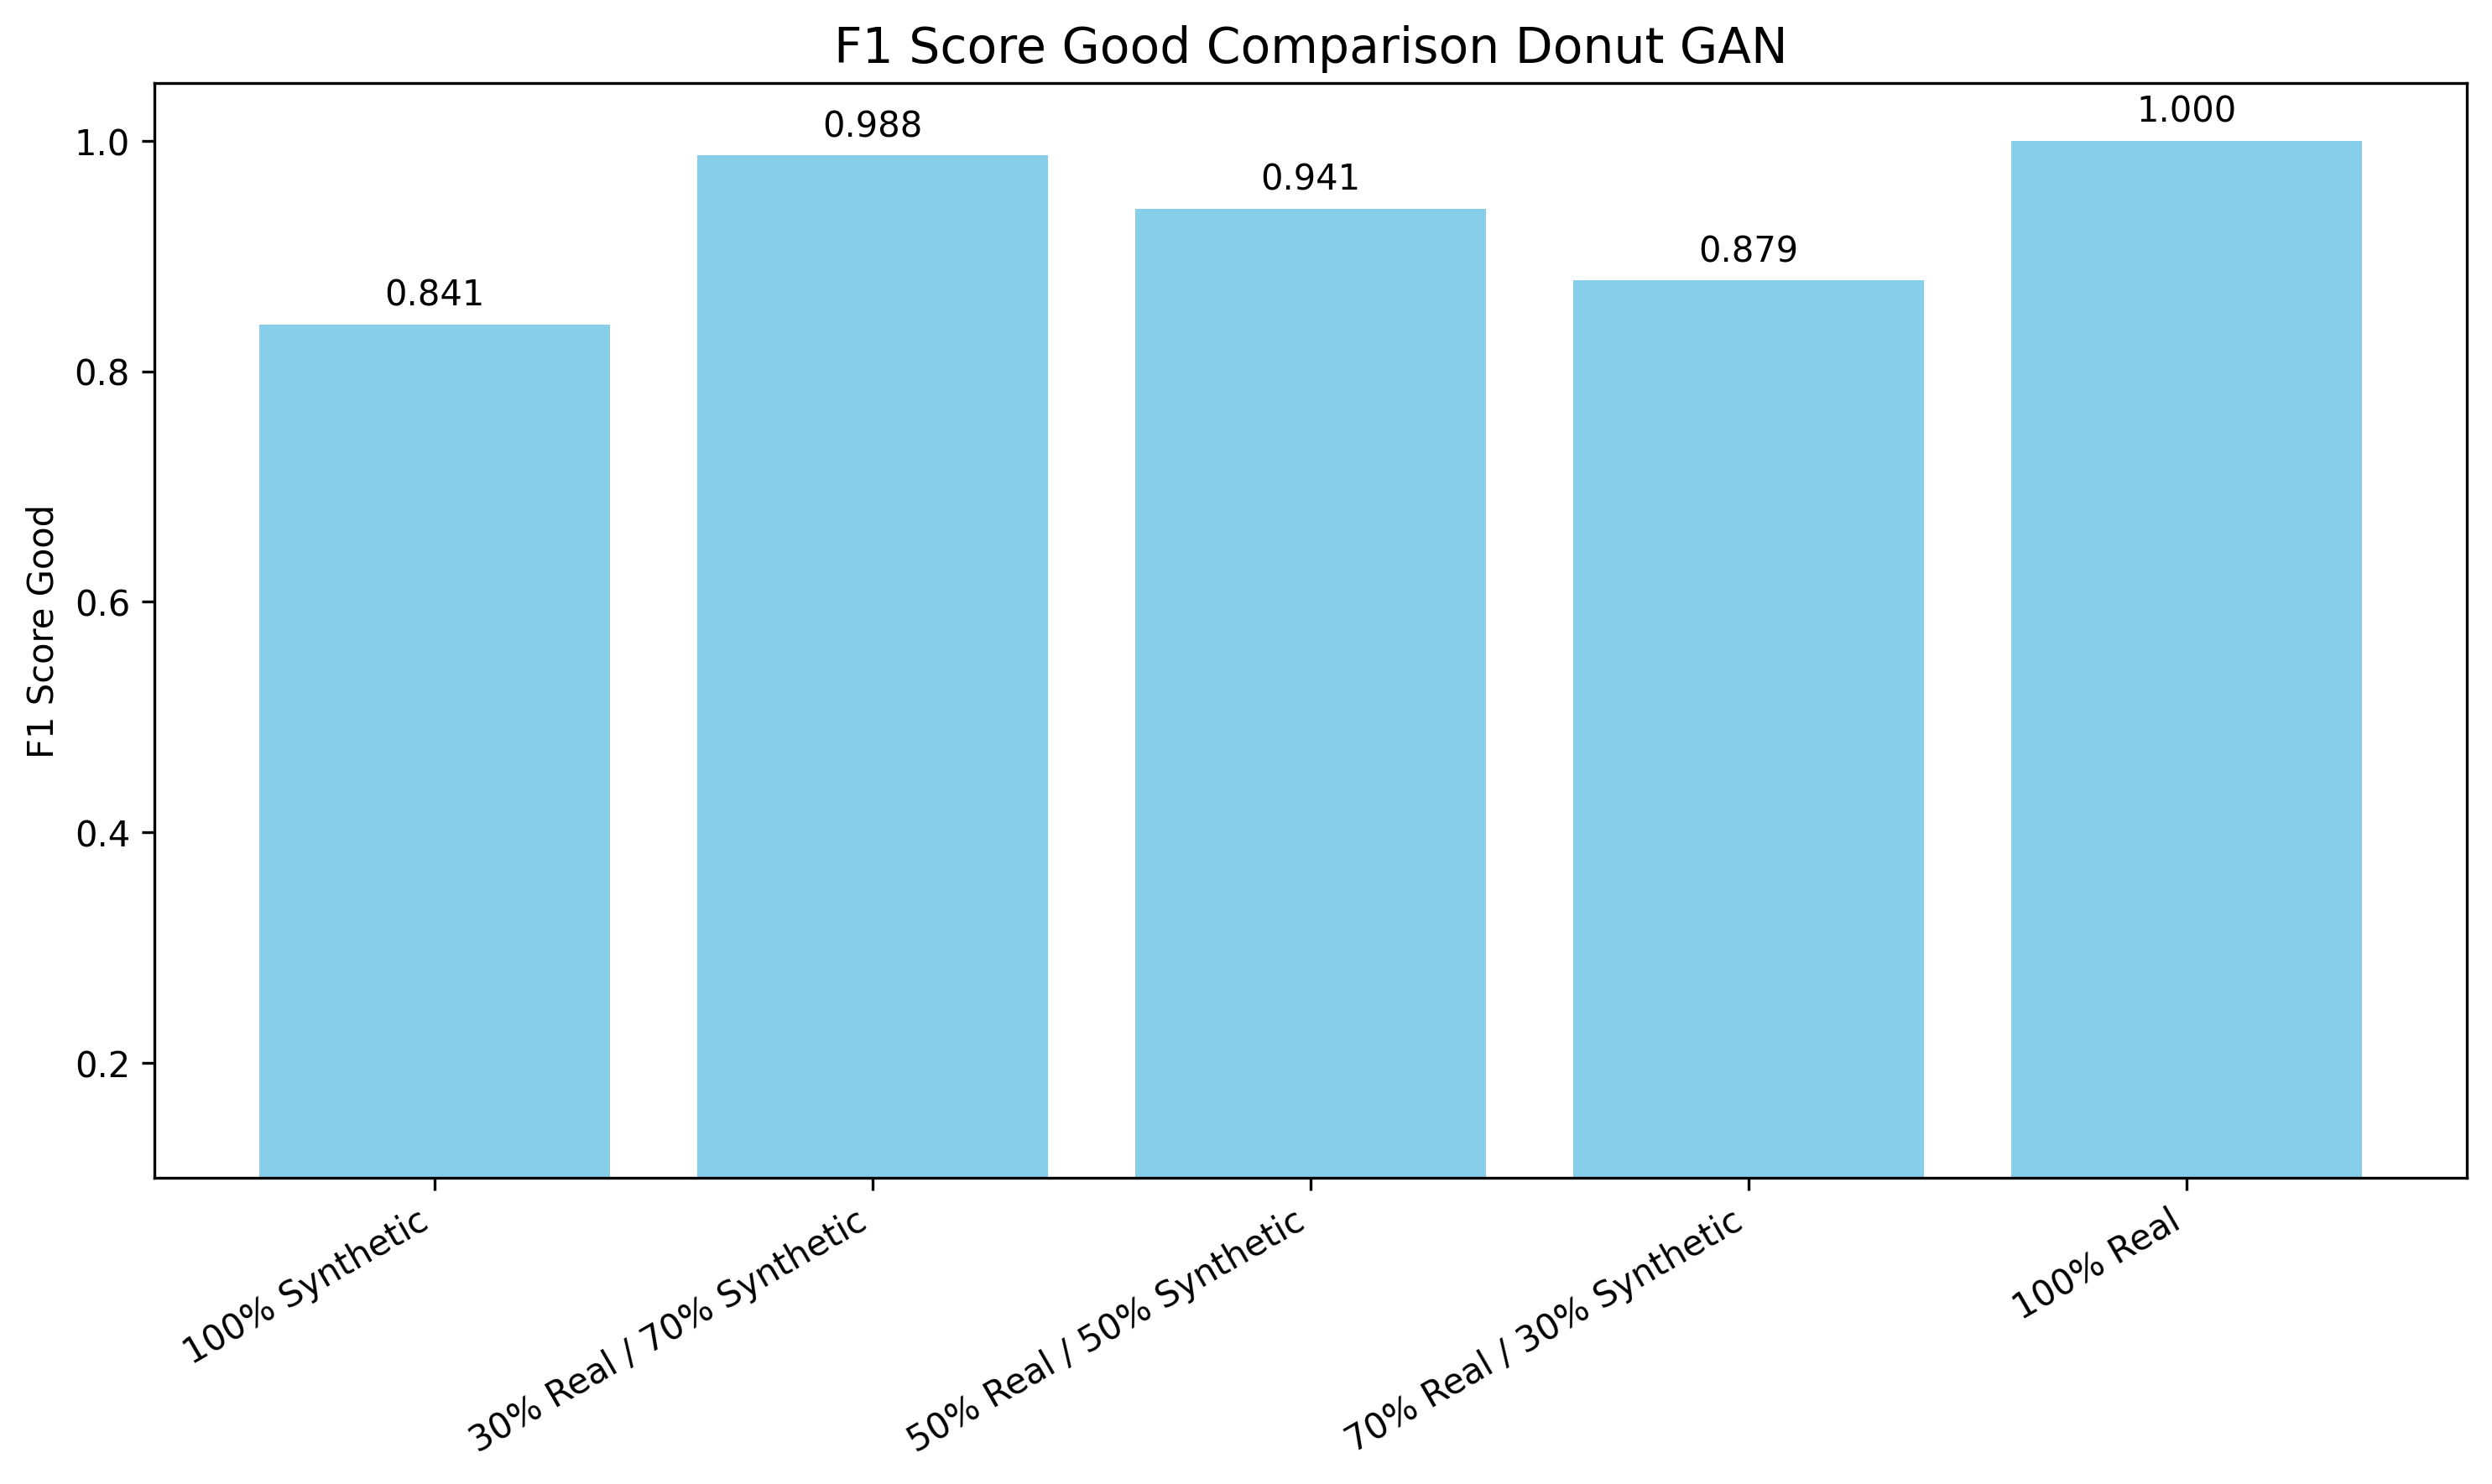 F1 Score Good Comparison Donut GAN
F1 Score Good
1.0
0.8
0.6
0.4
0.2
0.841
0.988
0.941
0.879
1.000
100% Synthetic
30% Real / 70% Synthetic
50% Real / 50% Synthetic
70% Real / 30% Synthetic
100% Real